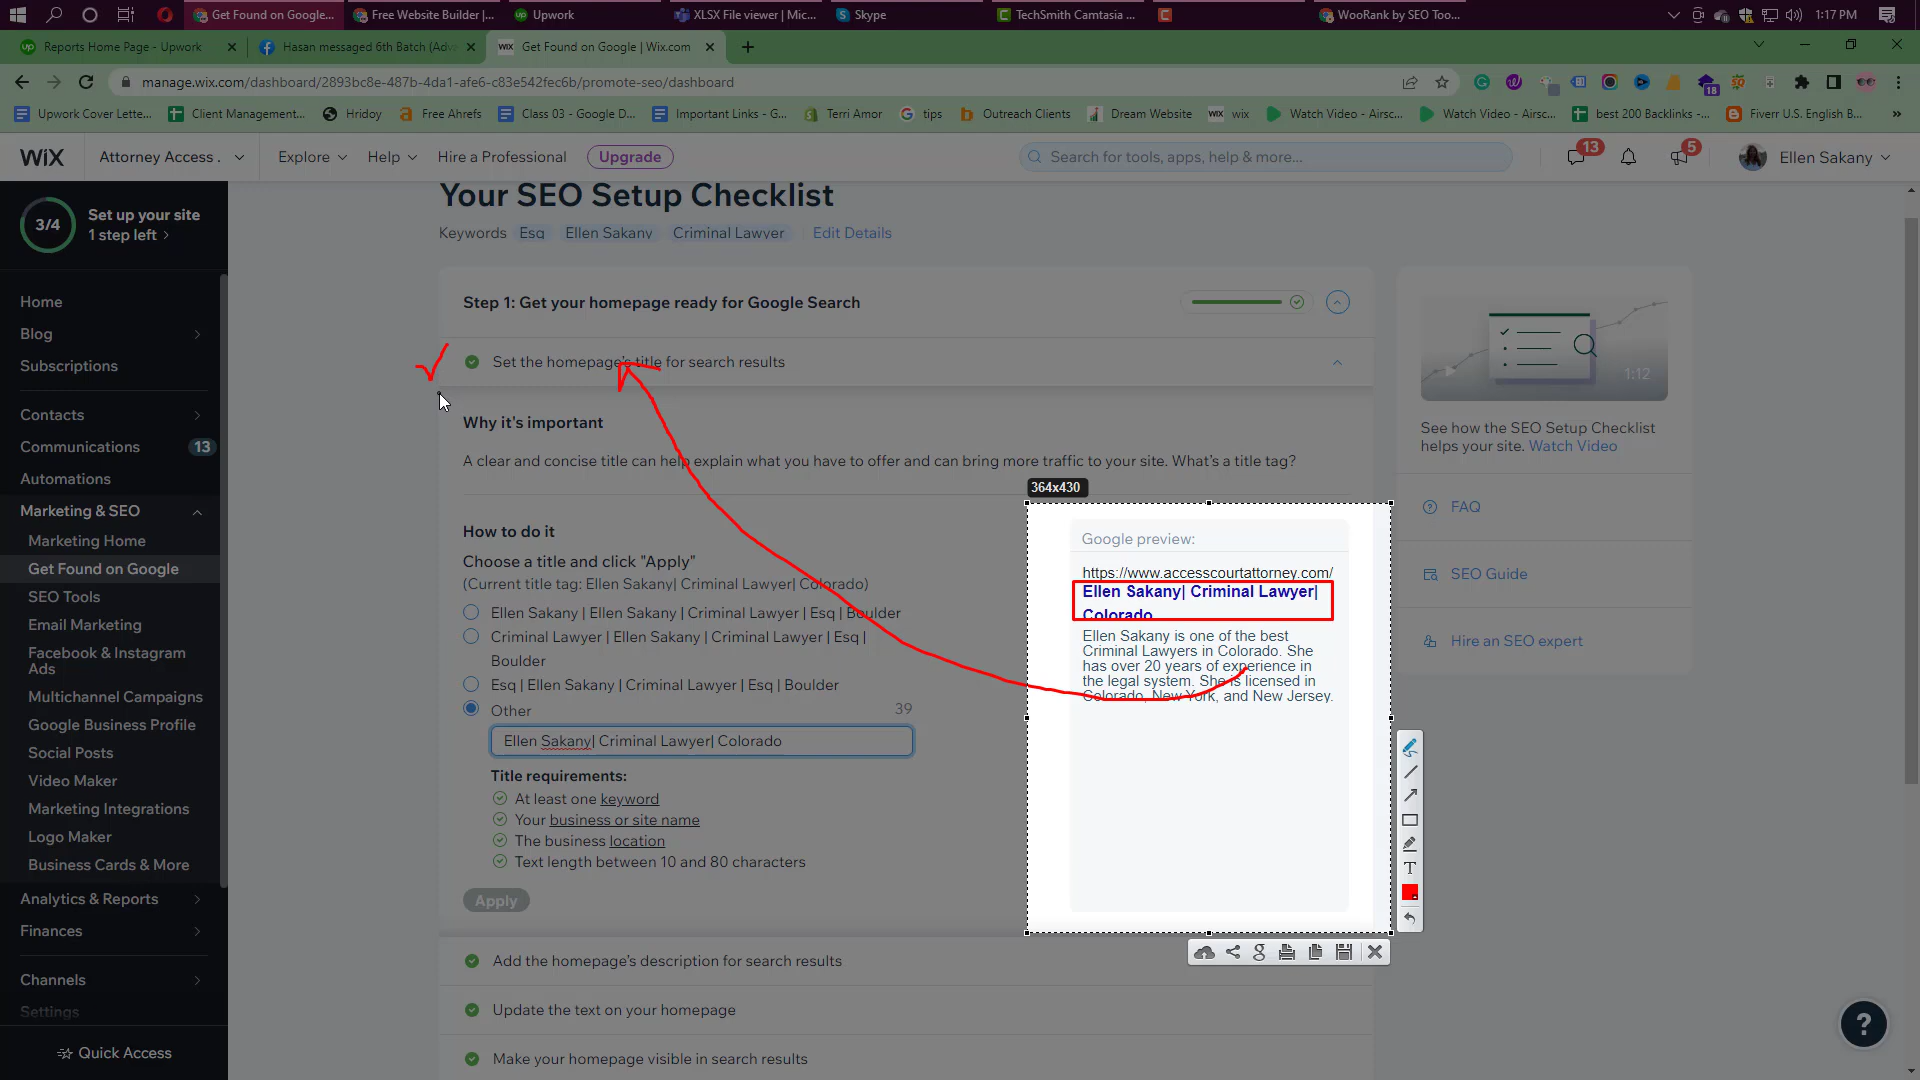 Get Found on Google...
Free Website Builder |...
Upwork
XLSX File viewer | Mic...
Skype
TechSmith Camtasia ...
WooRank by SEO Too...
1:17 PM
Reports Home Page - Upwork
Hasan messaged 6th Batch (Adv
Get Found on Google | Wix.com
manage.wix.com/dashboard/2893bc8e-487b-4da1-afe6-c83e542fec6b/promote-seo/dashboard
18
Upwork Cover Lette...
Client Management...
Hridoy
Free Ahrefs
Class 03 - Google D...
Important Links - G...
Terri Amor
tips
Outreach Clients
Dream Website
WIX wix
Watch Video - Airsc...
Watch Video - Airsc...
best 200 Backlinks -...
Fiverr U.S. English B...
WiX
Attorney Access .
Explore
Help
Hire a Professional
Upgrade
Search for tools, apps, help & more...
13
5
Ellen Sakany
3/4
Set up your site
1 step left >
Home
Blog
Subscriptions
Contacts
Communications 13
Automations
Marketing & SEO
Marketing Home
Get Found on Google
SEO Tools
Email Marketing
Facebook & Instagram
Ads
Multichannel Campaigns
Google Business Profile
Social Posts
Video Maker
Marketing Integrations
Logo Maker
Business Cards & More
Analytics & Reports
Finances
Channels
Settings
Quick Access
Your SEO Setup Checklist
Keywords Esq Ellen Sakany Criminal Lawyer Edit Details
Step 1: Get your homepage ready for Google Search
Set the homepage's title for search results
Why it's important
A clear and concise title can help explain what you have to offer and can bring more traffic to your site. What's a title tag?
How to do it
Choose a title and click "Apply"
(Current title tag: Ellen Sakany| Criminal Lawyer| Colorado)
Ellen Sakany | Ellen Sakany | Criminal Lawyer | Esq | Boulder
Criminal Lawyer | Ellen Sakany | Criminal Lawyer | Esq |
Boulder
Esq | Ellen Sakany | Criminal Lawyer | Esq | Boulder
Other 39
Ellen Sakany| Criminal Lawyer| Colorado
Title requirements:
At least one keyword
Your business or site name
The business location
Text length between 10 and 80 characters
Apply
Add the homepage's description for search results
Update the text on your homepage
Make your homepage visible in search results
364x430
Google preview:
https://www.accesscourtattorney.com/
Ellen Sakany| Criminal Lawyer|
Colorado
Ellen Sakany is one of the best
Criminal Lawyers in Colorado. She
has over 20 years of experience in
the legal system. She is licensed in
Colorado, New York, and New Jersey.
1:12
See how the SEO Setup Checklist
helps your site. Watch Video
FAQ
SEO Guide
Hire an SEO expert
T
g
?